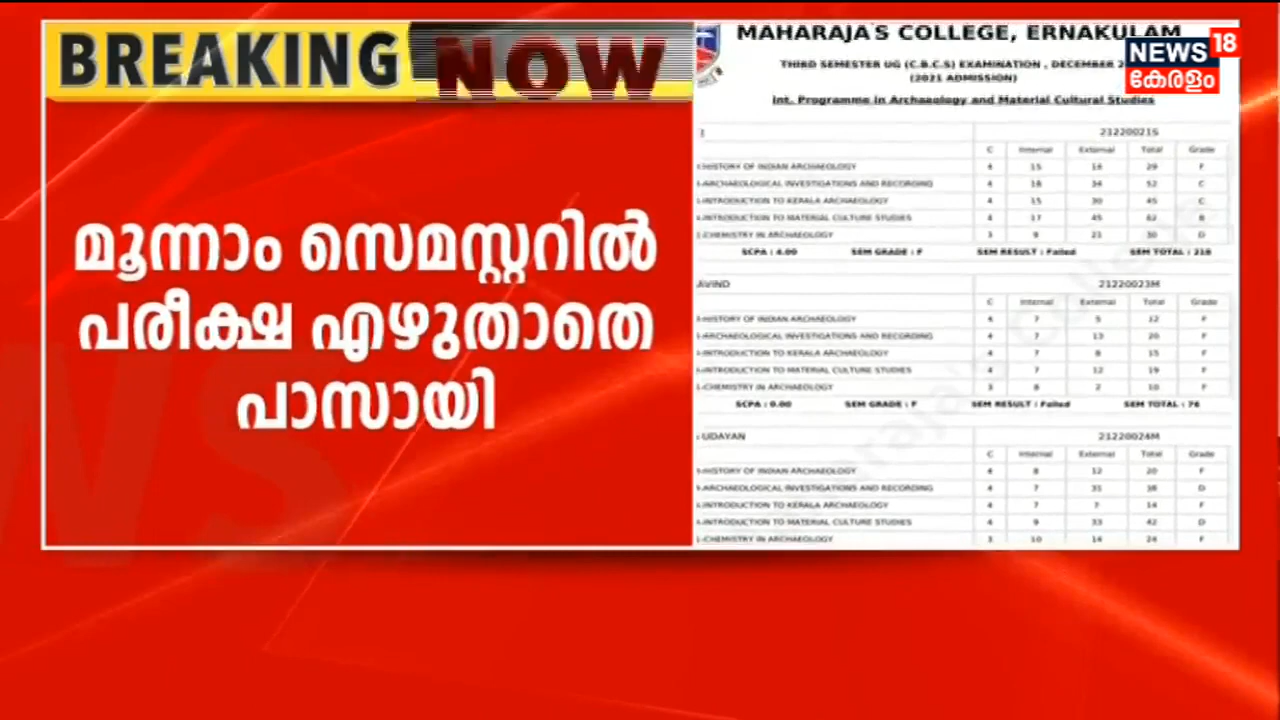 BREAKING NOW
മൂന്നാം സെമസ്റ്ററിൽ
പരീക്ഷ എഴുതാതെ
പാസായി
NEWS 18
കേരളം
MAHARAJA'S COLLEGE, ERNAKULAM
THIRD SEMESTER UG (C.B.C.S) EXAMINATION , DECEMBER 2
(2021 ADMISSION)
Int. Programme in Archaeology and Material Cultural Studies
212200215
C Internal External Total Grade
HISTORY OF INDIAN ARCHAEOLOGY 4 15 14 29 F
ARCHAEOLOGICAL INVESTIGATIONS AND RECORDING 4 18 34 52 C
INTRODUCTION TO KERALA ARCHAEOLOGY 4 15 30 45 C
INTRODUCTION TO MATERIAL CULTURE STUDIES 4 17 45 62 B
CHEMISTRY IN ARCHAEOLOGY 3 9 21 30 D
SCPA : 4.00 SEM GRADE : F SEM RESULT : Failed SEM TOTAL : 218
AVIND 21220023M
C Internal External Total Grade
HISTORY OF INDIAN ARCHAEOLOGY 4 7 5 12 F
ARCHAEOLOGICAL INVESTIGATIONS AND RECORDING 4 7 13 20 F
INTRODUCTION TO KERALA ARCHAEOLOGY 4 7 8 15 F
INTRODUCTION TO MATERIAL CULTURE STUDIES 4 7 12 19 F
CHEMISTRY IN ARCHAEOLOGY 3 8 2 10 F
SCPA : 0.00 SEM GRADE : F SEM RESULT : Failed SEM TOTAL : 76
UDAYAN 21220024M
C Internal External Total Grade
HISTORY OF INDIAN ARCHAEOLOGY 4 8 12 20 F
ARCHAEOLOGICAL INVESTIGATIONS AND RECORDING 4 7 31 38 D
INTRODUCTION TO KERALA ARCHAEOLOGY 4 7 7 14 F
INTRODUCTION TO MATERIAL CULTURE STUDIES 4 9 33 42 D
CHEMISTRY IN ARCHAEOLOGY 3 10 14 24 F